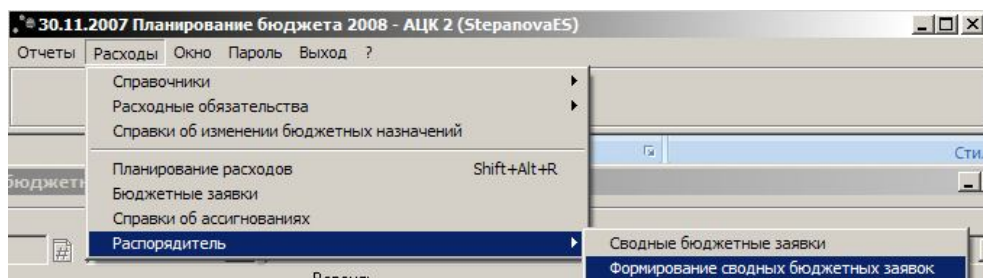 30.11.2007 Планирование бюджета 2008 - АЦК 2 (StepanovaES)
Отчеты Расходы Окно Пароль Выход ?
Справочники
Расходные обязательства
Справки об изменении бюджетных назначений
Планирование расходов Shift+Alt+R
Бюджетные заявки
Справки об ассигнованиях
Распорядитель
Сводные бюджетные заявки
Формирование сводных бюджетных заявок